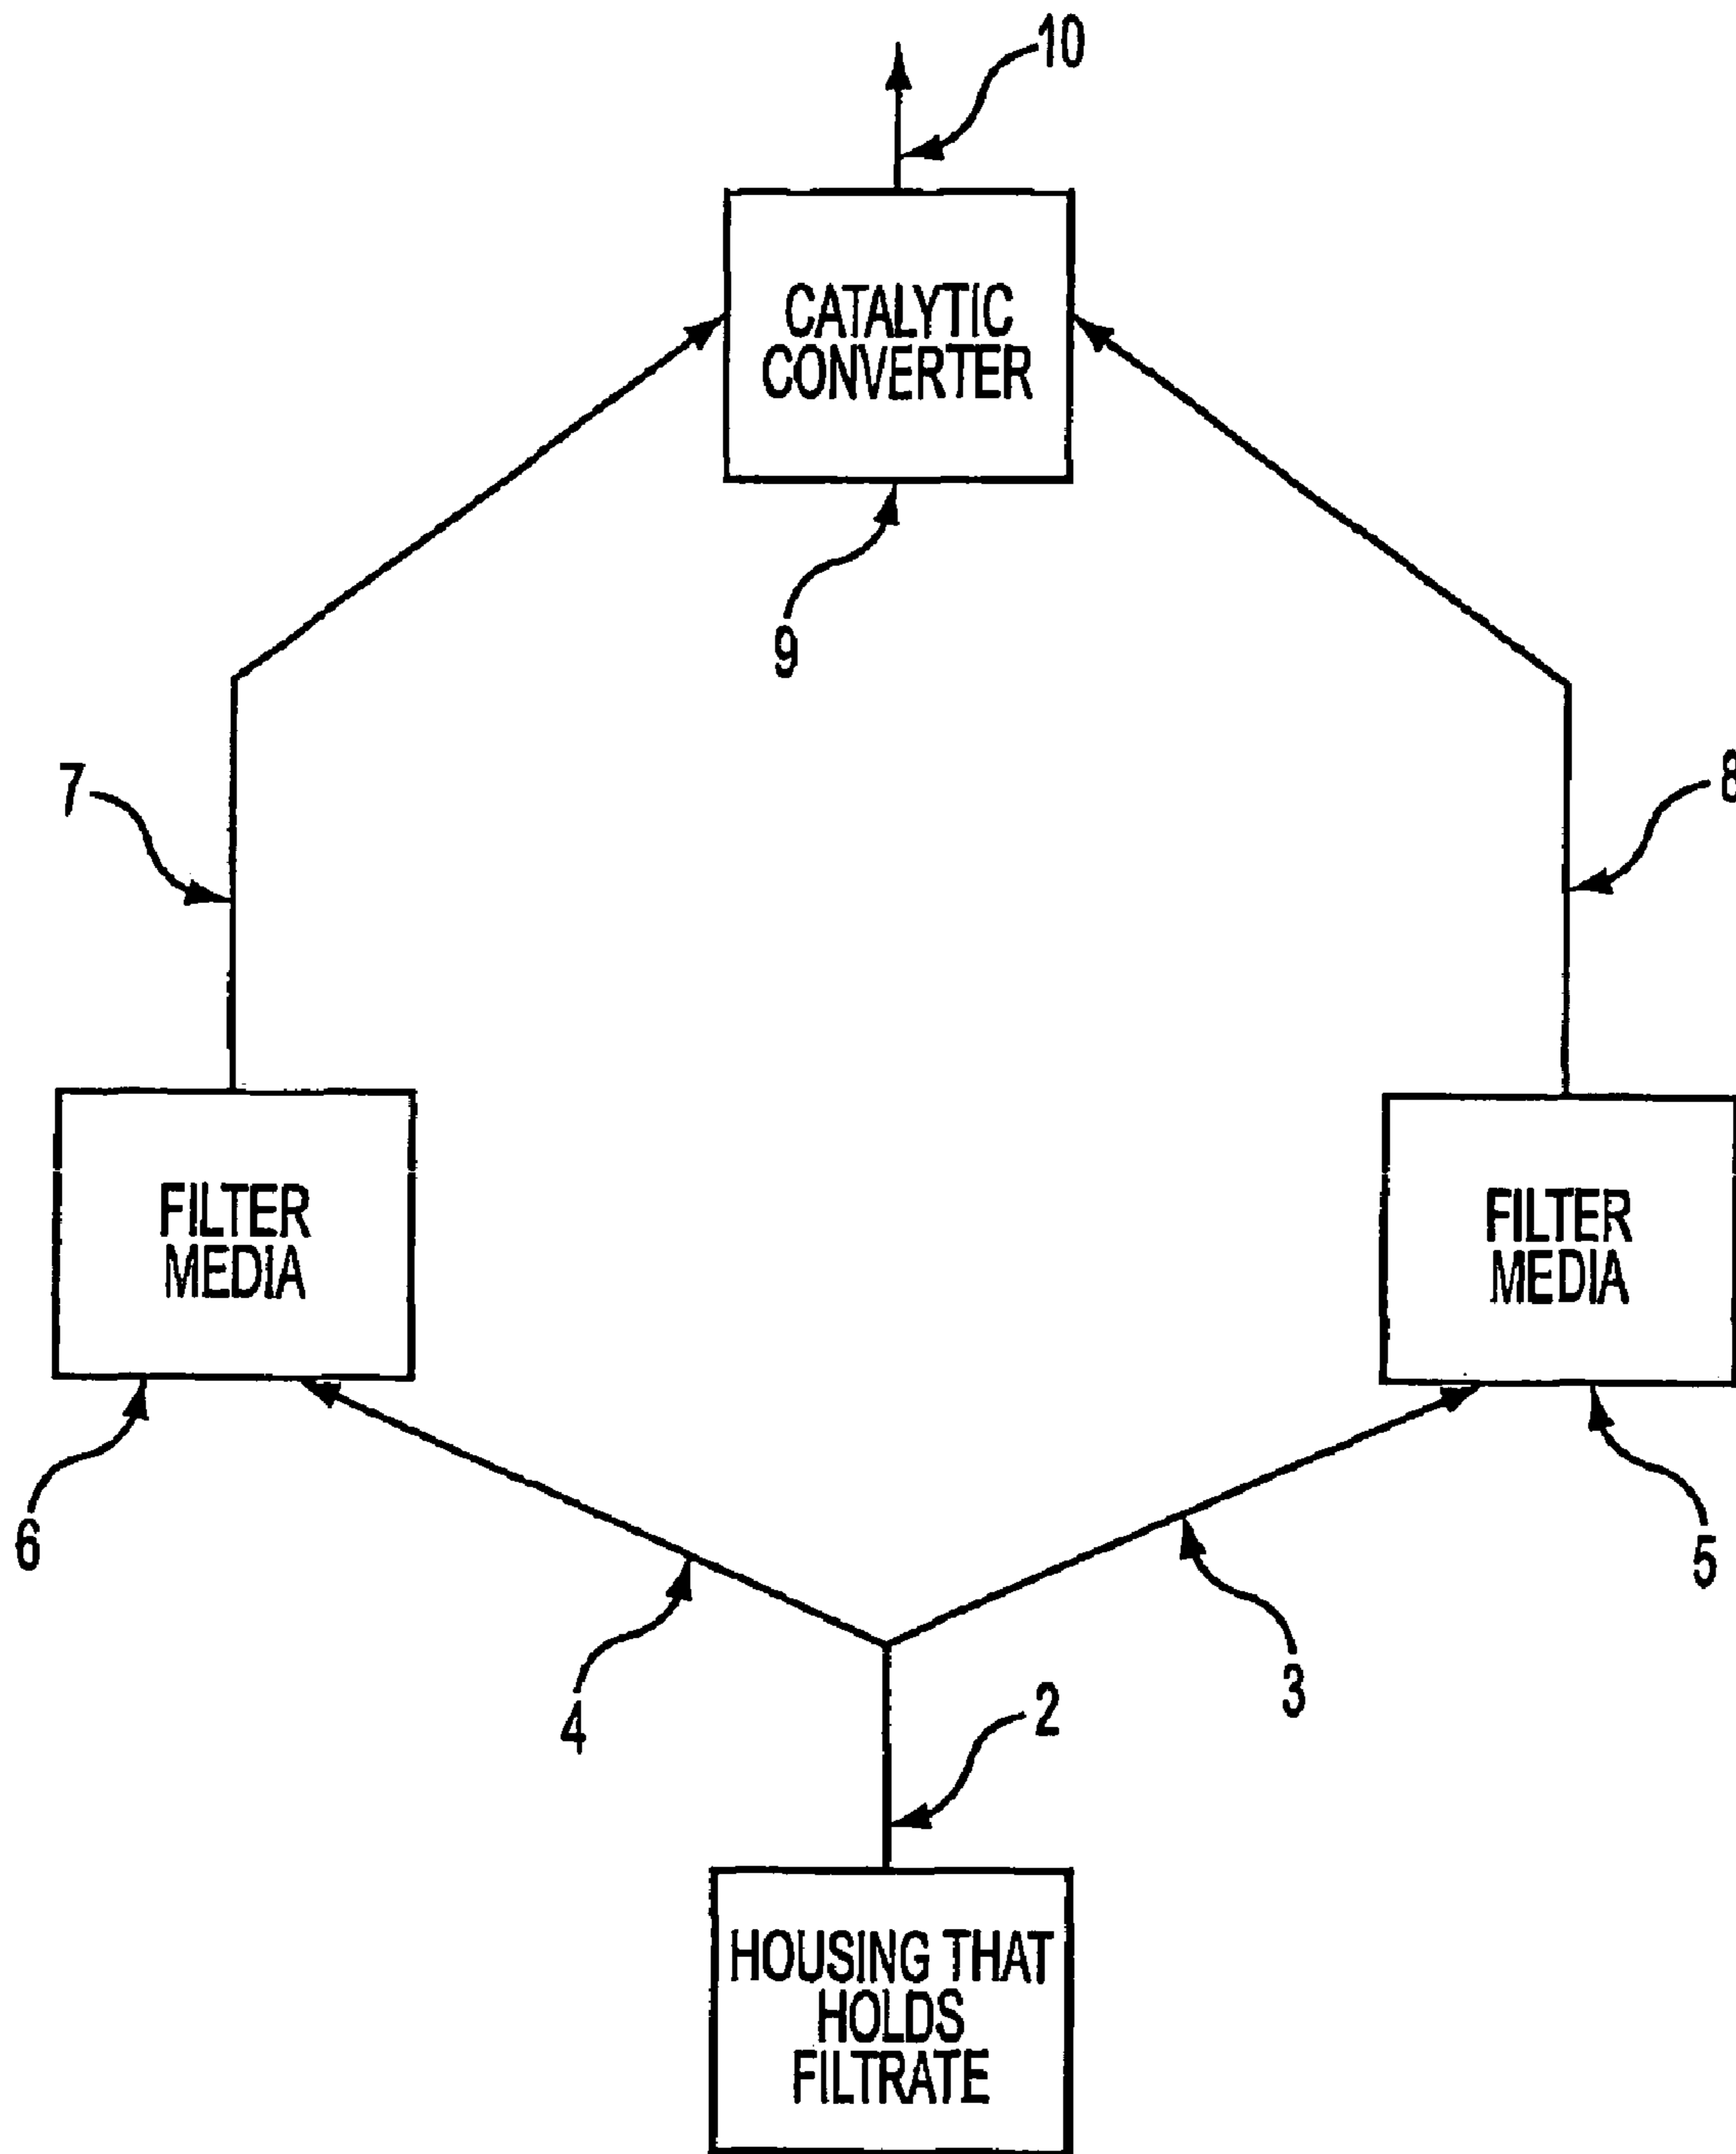 10
CATALYTIC
CONVERTER
9
7
8
FILTER
MEDIA
FILTER
MEDIA
6
5
4
3
2
HOUSING THAT
HOLDS
FILTRATE